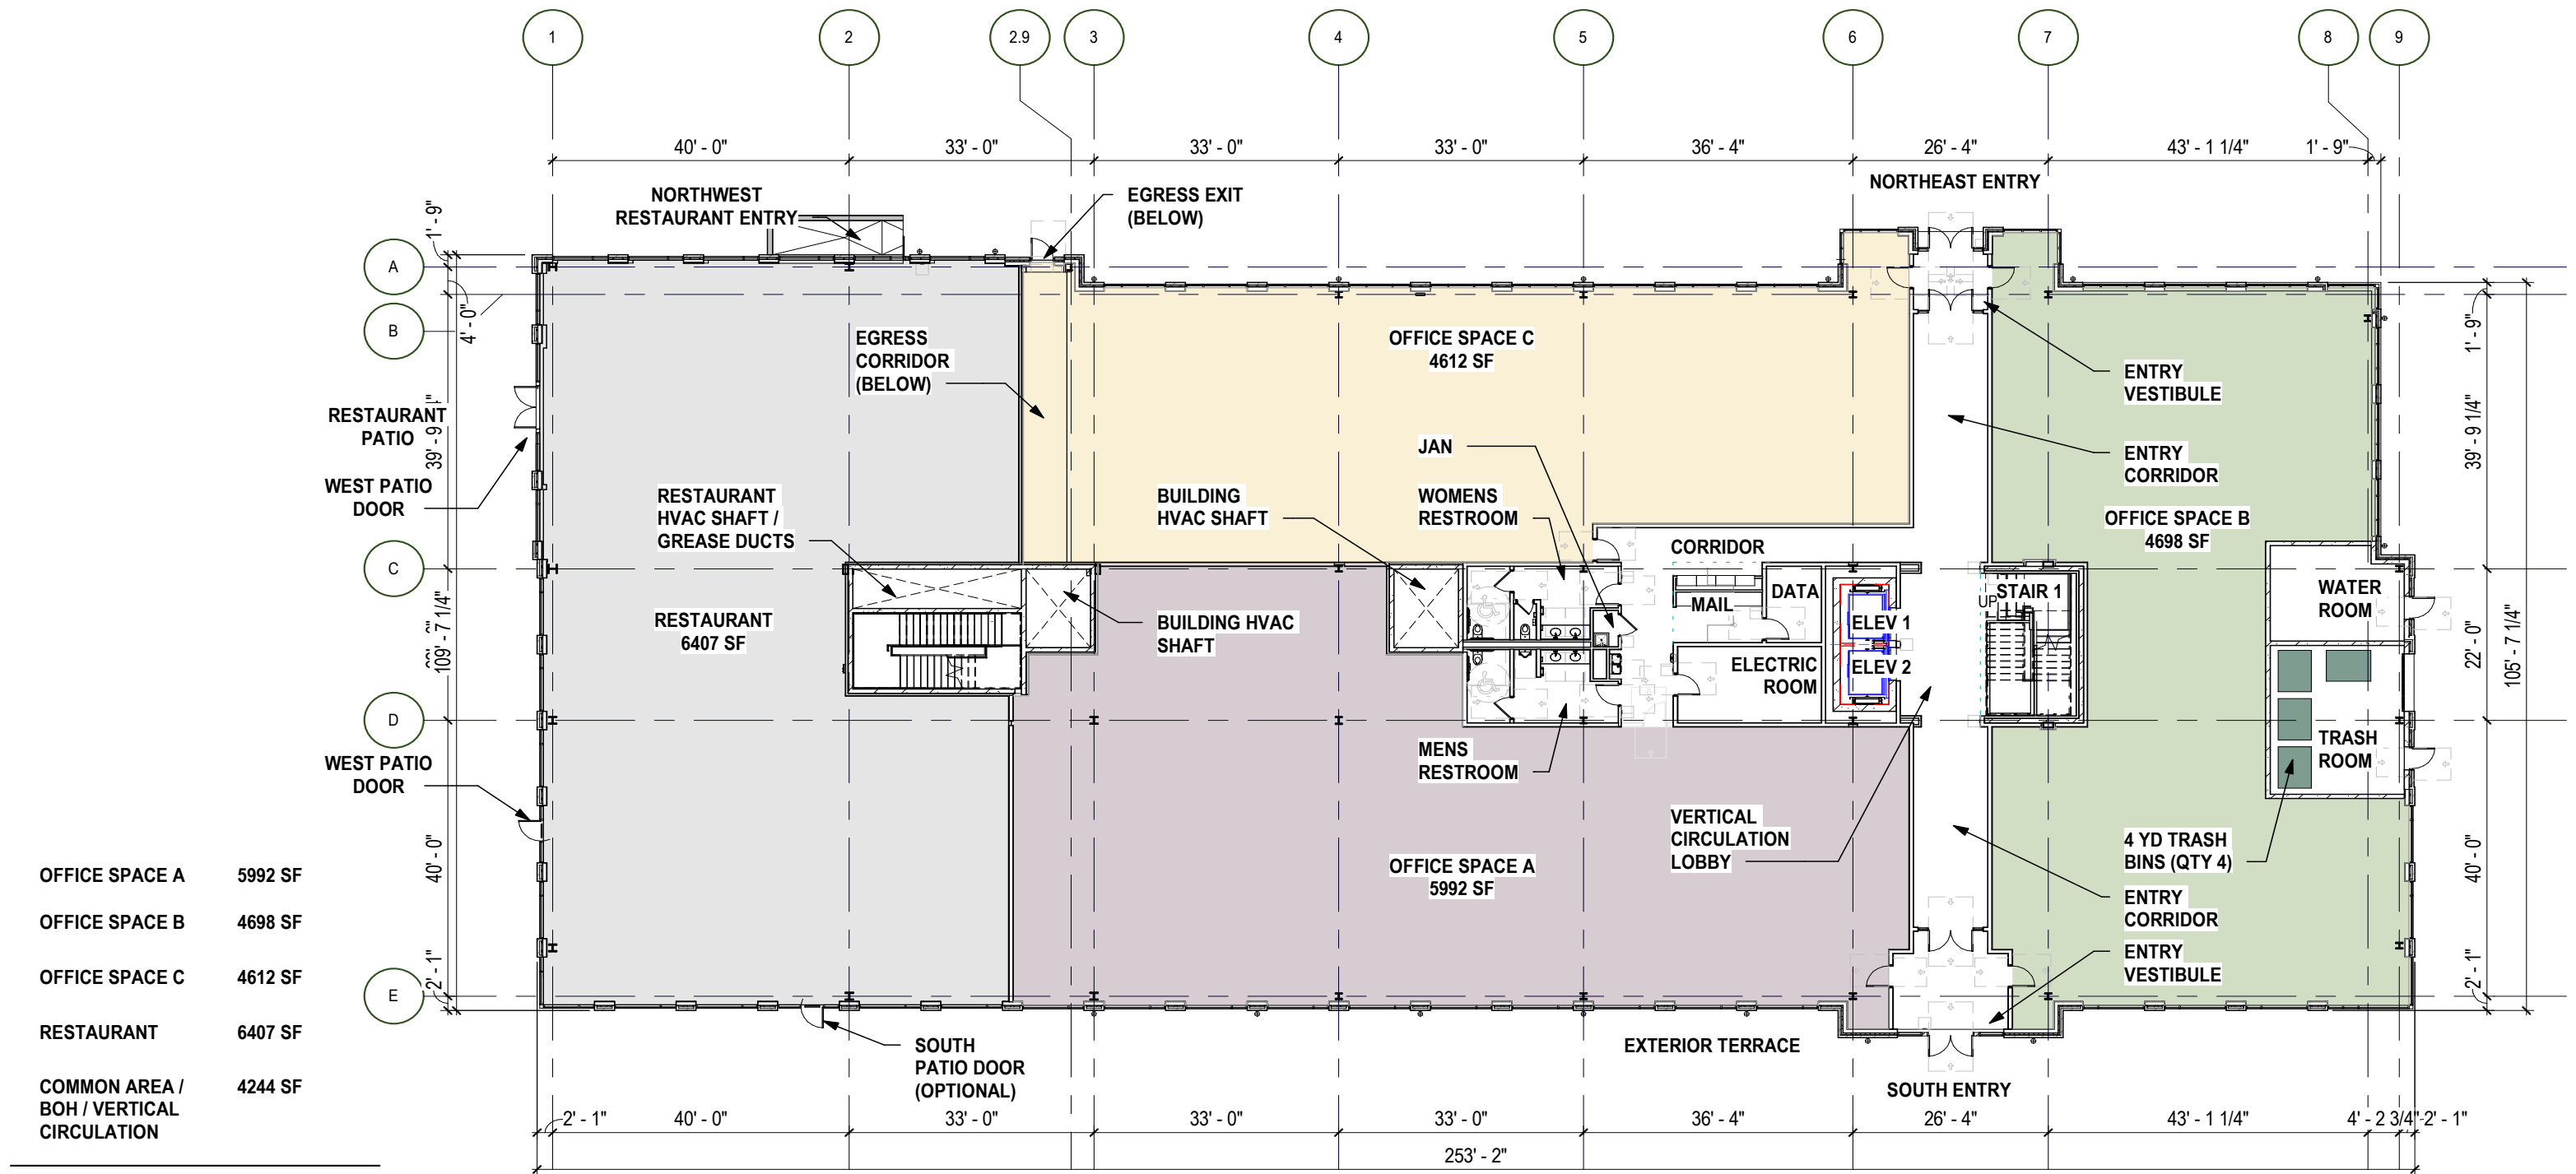 1
2
2.9
3
4
5
6
7
8
9
40' - 0"
33' - 0"
33' - 0"
33' - 0"
36' - 4"
26' - 4"
43' - 1 1/4"
1' - 9"
NORTHWEST
RESTAURANT ENTRY
EGRESS EXIT
(BELOW)
NORTHEAST ENTRY
1' - 9"
A
B
4' - 0"
EGRESS
CORRIDOR
(BELOW)
OFFICE SPACE C
4612 SF
ENTRY
VESTIBULE
1' - 9"
RESTAURANT
PATIO
39' - 9
WEST PATIO
DOOR
RESTAURANT
HVAC SHAFT /
GREASE DUCTS
BUILDING
HVAC SHAFT
JAN
WOMENS
RESTROOM
ENTRY
CORRIDOR
39' - 9 1/4"
OFFICE SPACE B
4698 SF
C
CORRIDOR
109' - 7 1/4"
RESTAURANT
6407 SF
BUILDING HVAC
SHAFT
MAIL
DATA
ELEV 1
ELEV 2
ELECTRIC
ROOM
UP
STAIR 1
WATER
ROOM
22' - 0"
105' - 7 1/4"
D
WEST PATIO
DOOR
MENS
RESTROOM
TRASH
ROOM
VERTICAL
CIRCULATION
LOBBY
40' - 0"
OFFICE SPACE A
5992 SF
4 YD TRASH
BINS (QTY 4)
40' - 0"
ENTRY
CORRIDOR
ENTRY
VESTIBULE
2' - 1"
2' - 1"
E
SOUTH
PATIO DOOR
(OPTIONAL)
EXTERIOR TERRACE
SOUTH ENTRY
OFFICE SPACE A 5992 SF
OFFICE SPACE B 4698 SF
OFFICE SPACE C 4612 SF
RESTAURANT 6407 SF
COMMON AREA / 4244 SF
BOH / VERTICAL
CIRCULATION
2' - 1"
40' - 0"
33' - 0"
33' - 0"
33' - 0"
36' - 4"
26' - 4"
43' - 1 1/4"
4' - 2 3/4"
2' - 1"
253' - 2"